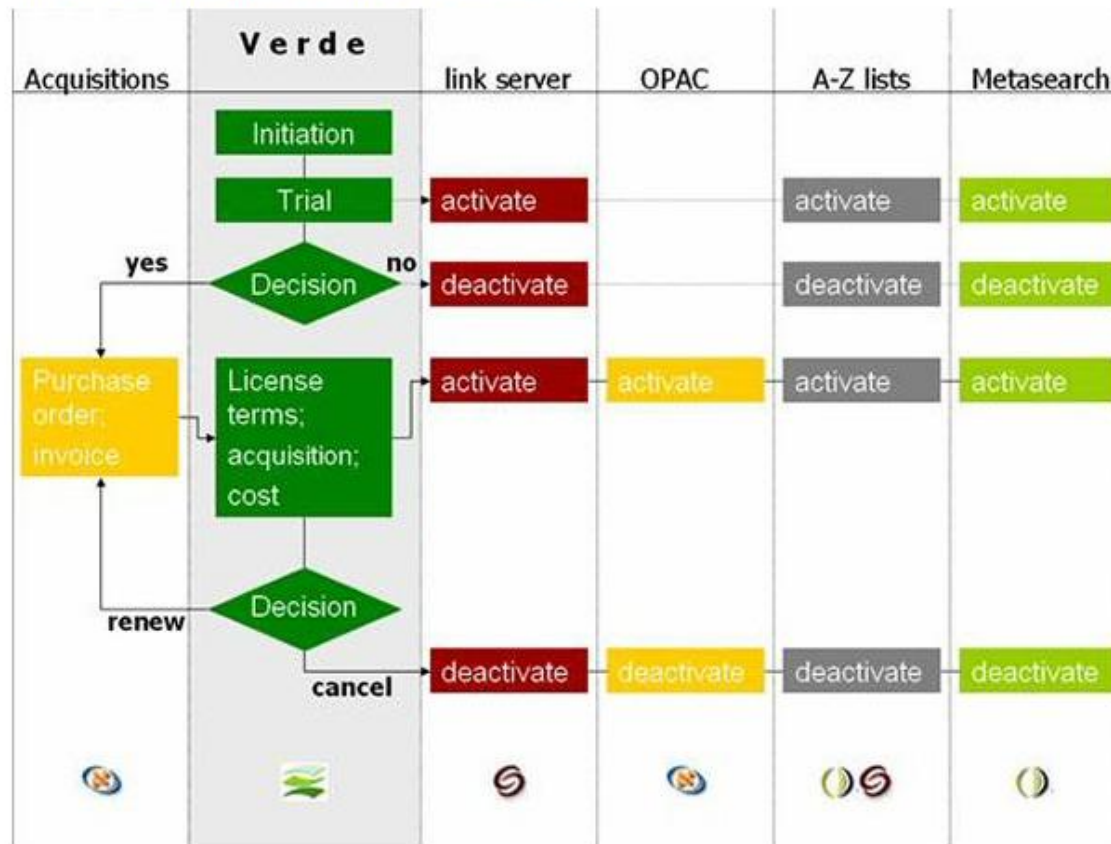 V e r d e
Acquisitions
link server
OPAC
A-Z lists
Metasearch
Initiation
Trial
activate
activate
activate
yes
Decision
no
deactivate
deactivate
deactivate
Purchase
order;
invoice
License
terms;
acquisition;
cost
activate
activate
activate
activate
Decision
renew
cancel
deactivate
deactivate
deactivate
deactivate